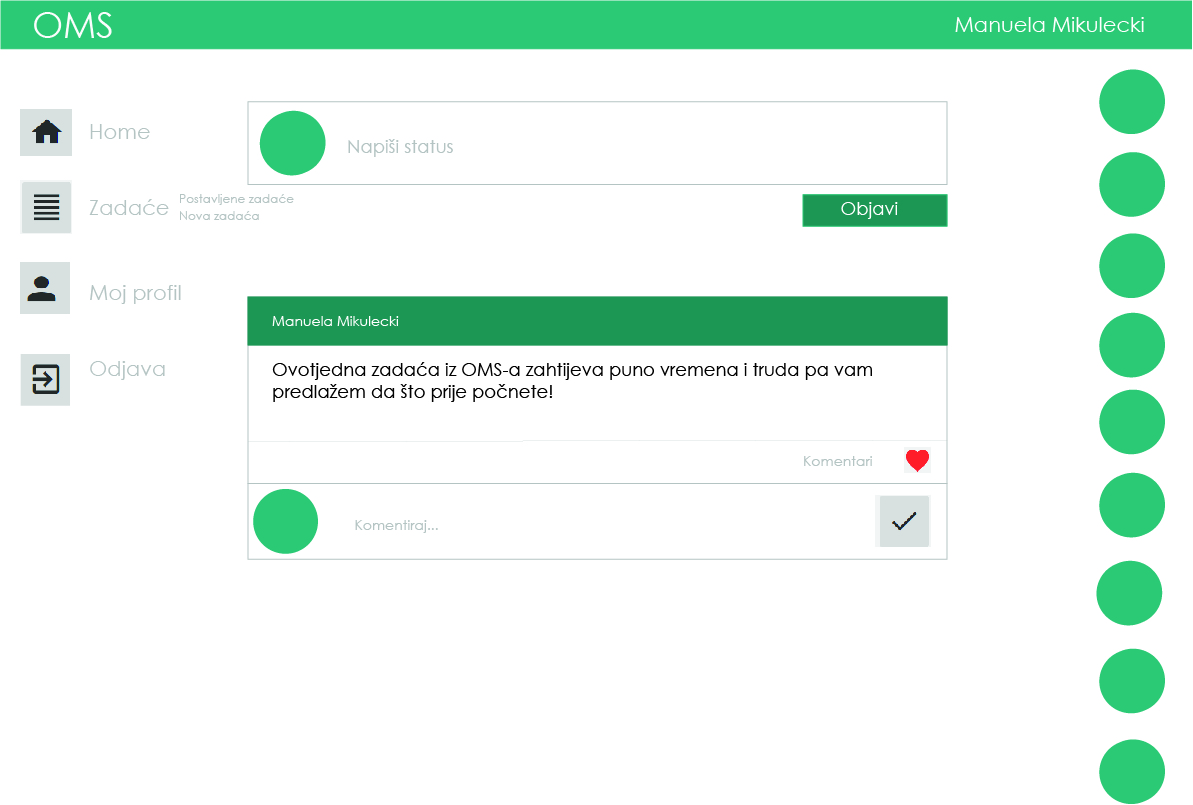 OMS
Manuela Mikulecki
Home
Napiši status
Zadaće
Postavljene zadaće
Nova zadaća
Objavi
Moj profil
Manuela Mikulecki
Odjava
Ovotjedna zadaća iz OMS-a zahtijeva puno vremena i truda pa vam
predlažem da što prije počnete!
Komentari
Komentiraj...